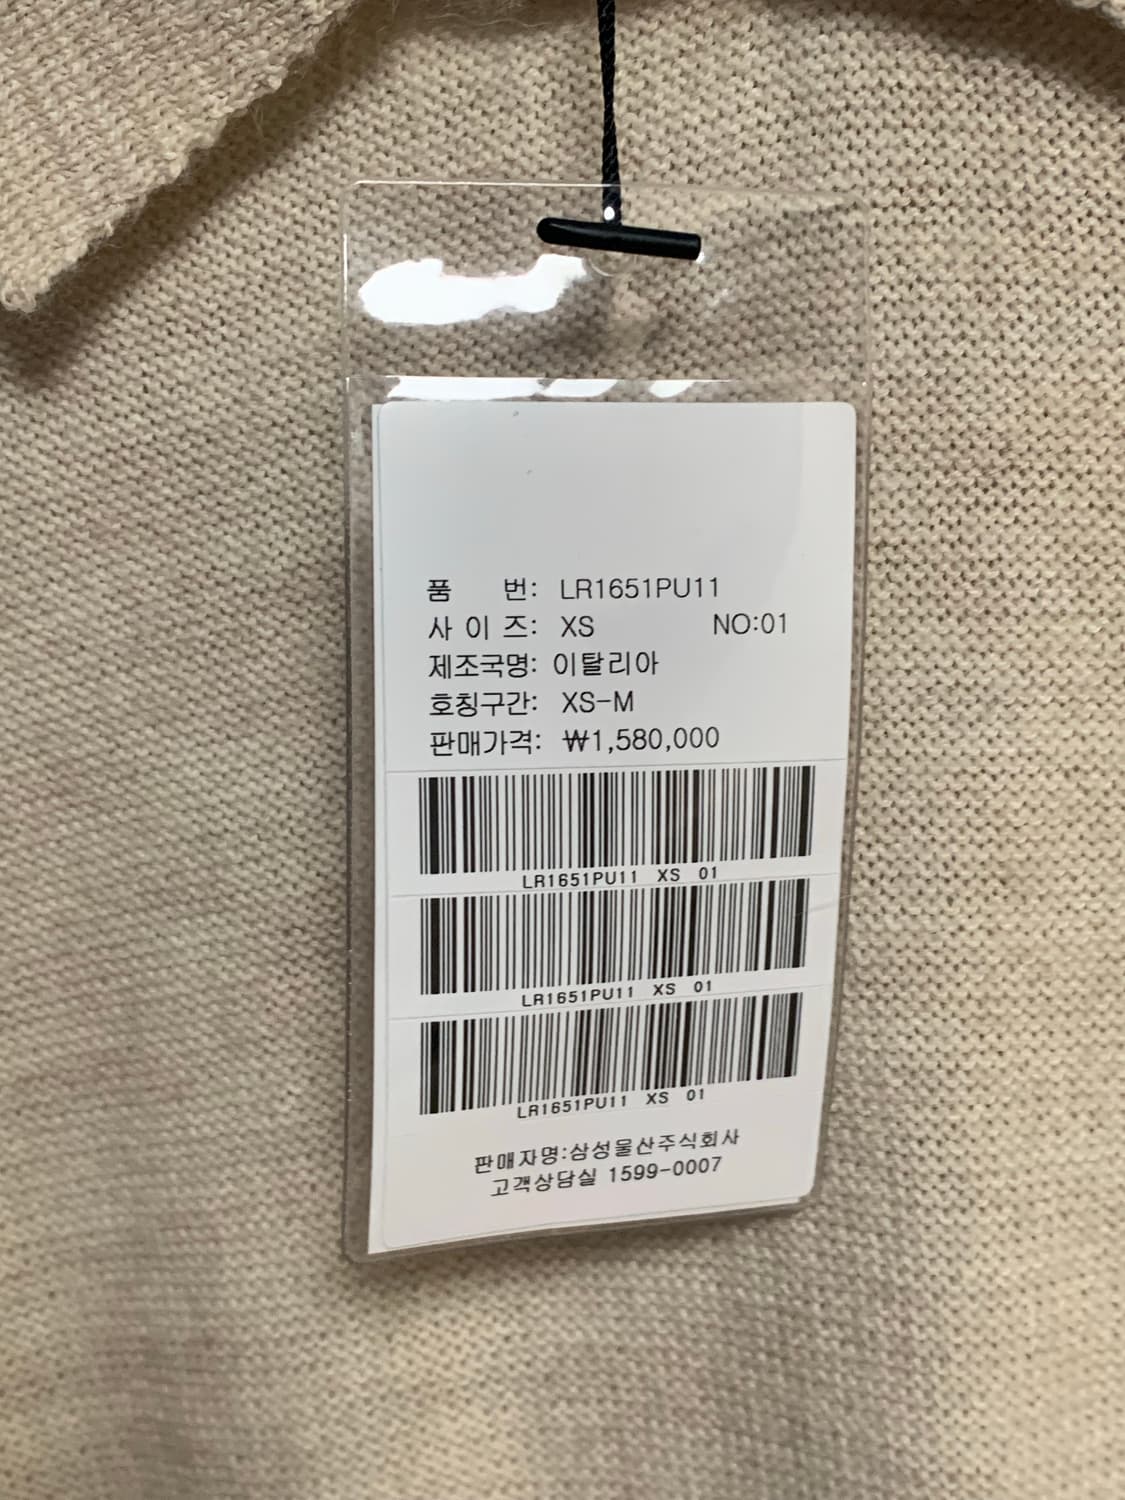 품 번: LR1651PU11
사 이 즈: XS NO:01
제조국명: 이탈리아
호칭구간: XS-M
판매가격: ₩1,580,000
LR1651PU11 XS 01
LR1651PU11 XS 01
LR1651PU11 XS 01
판매자명:삼성물산주식회사
고객상담실 1599-0007